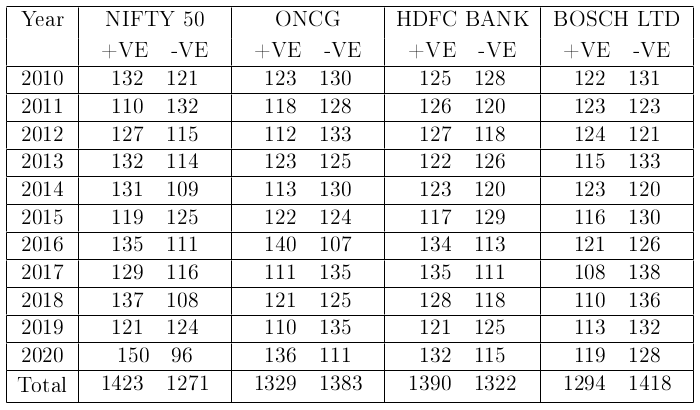 Year NIFTY 50 ONCG HDFC BANK BOSCH LTD
+VE -VE +VE -VE +VE -VE +VE -VE
2010 132 121 123 130 125 128 122 131
2011 110 132 118 128 126 120 123 123
2012 127 115 112 133 127 118 124 121
2013 132 114 123 125 122 126 115 133
2014 131 109 113 130 123 120 123 120
2015 119 125 122 124 117 129 116 130
2016 135 111 140 107 134 113 121 126
2017 129 116 111 135 135 111 108 138
2018 137 108 121 125 128 118 110 136
2019 121 124 110 135 121 125 113 132
2020 150 96 136 111 132 115 119 128
Total 1423 1271 1329 1383 1390 1322 1294 1418